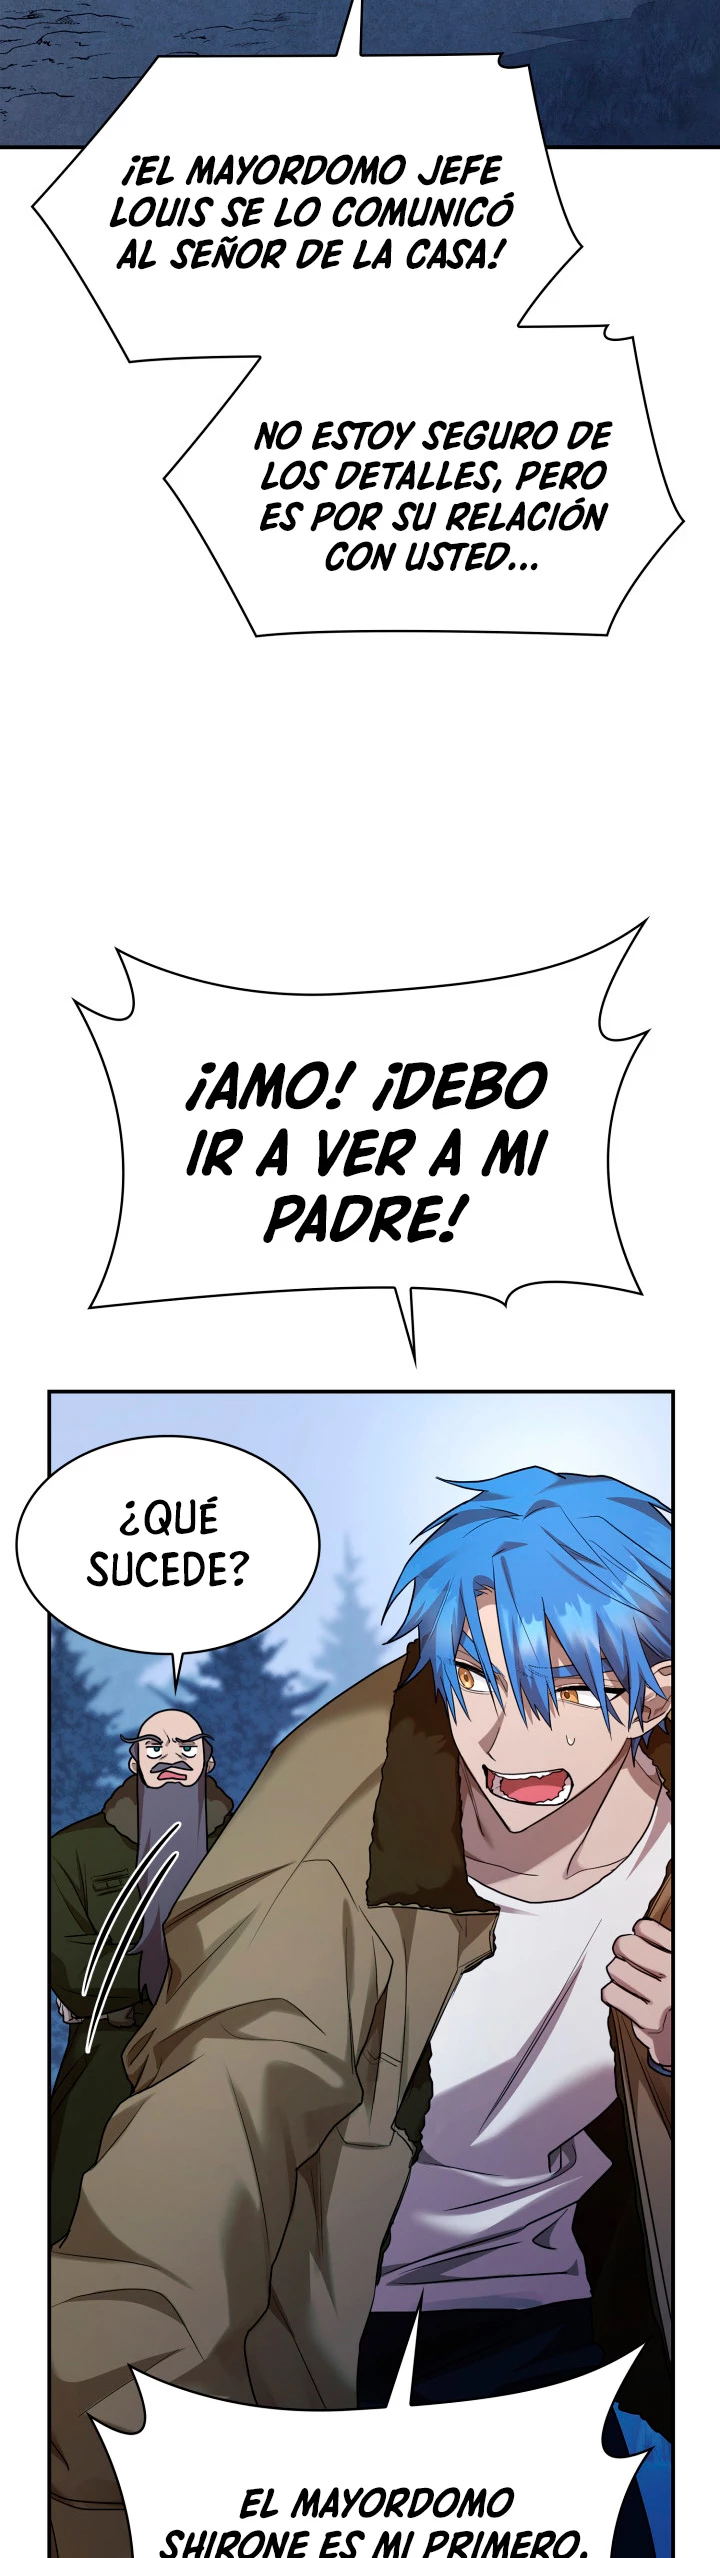 ¡EL MAYORDOMO JEFE
LOUIS SE LO COMUNICÓ
AL SEÑOR DE LA CASA!
NO ESTOY SEGURO DE
LOS DETALLES, PERO
ES POR SU RELACIÓN
CON USTED...
¡AMO! ¡DEBO
IR A VER A MI
PADRE!
¿QUÉ
SUCEDE?
EL MAYORDOMO
SHIRONE ES MI PRIMERO,